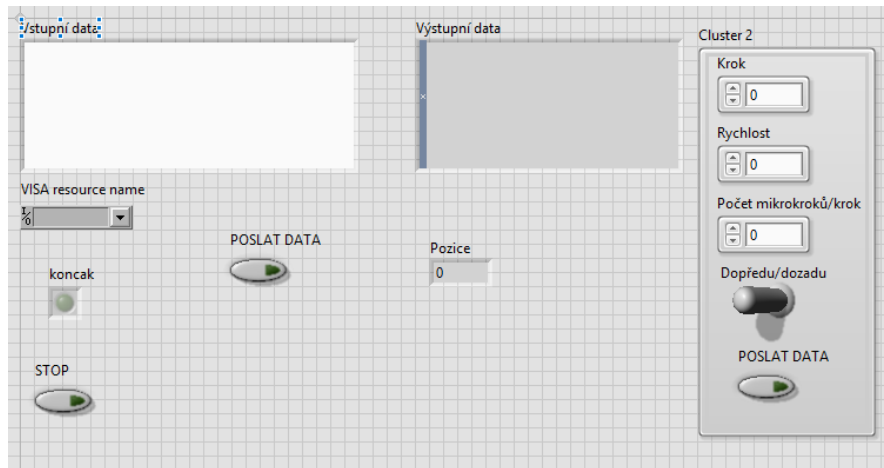 Vstupní data
Výstupní data
Cluster 2
Krok
0
Rychlost
0
Počet mikrokroků/krok
0
Dopředu/dozadu
POSLAT DATA
VISA resource name
I/O
POSLAT DATA
Pozice
0
koncak
STOP